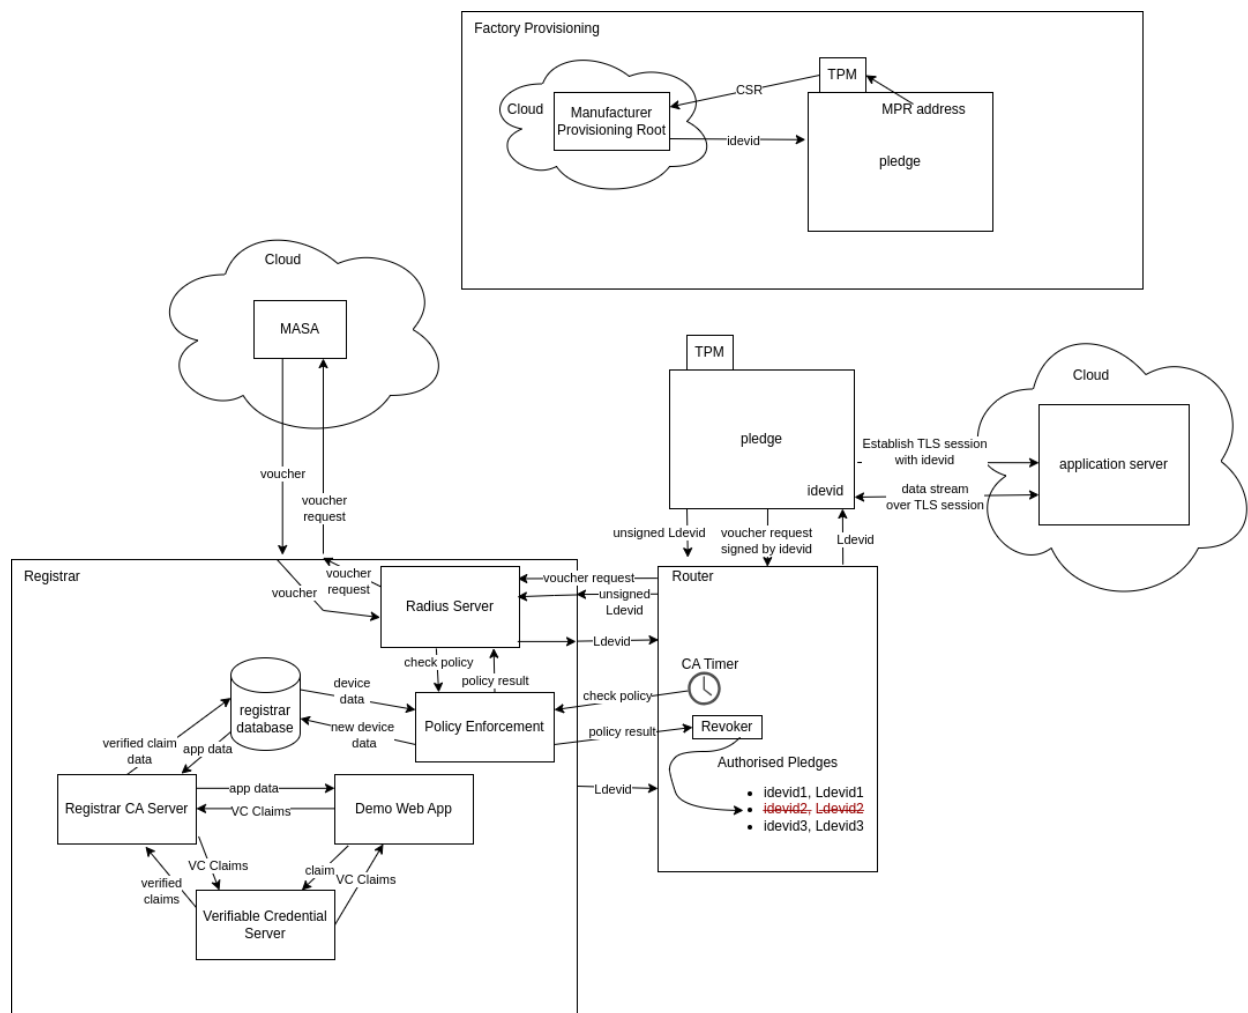 Factory Provisioning
TPM
Cloud
Manufacturer
Provisioning Root
CSR
MPR address
idevid
pledge
Cloud
MASA
TPM
Cloud
pledge
Establish TLS session
with idevid
application server
idevid
data stream
over TLS session
voucher
voucher
request
unsigned Ldevid
voucher request
signed by idevid
Ldevid
Registrar
voucher
request
voucher
Radius Server
voucher request
unsigned
Ldevid
Router
Ldevid
check policy
policy result
CA Timer
device
data
check policy
registrar
database
Policy Enforcement
new device
data
policy result
Revoker
verified claim
data
app data
Authorised Pledges
Registrar CA Server
app data
VC Claims
Demo Web App
Ldevid
idevid1, Ldevid1
idevid2, Ldevid2
idevid3, Ldevid3
VC Claims
claim
VC Claims
verified
claims
Verifiable Credential
Server